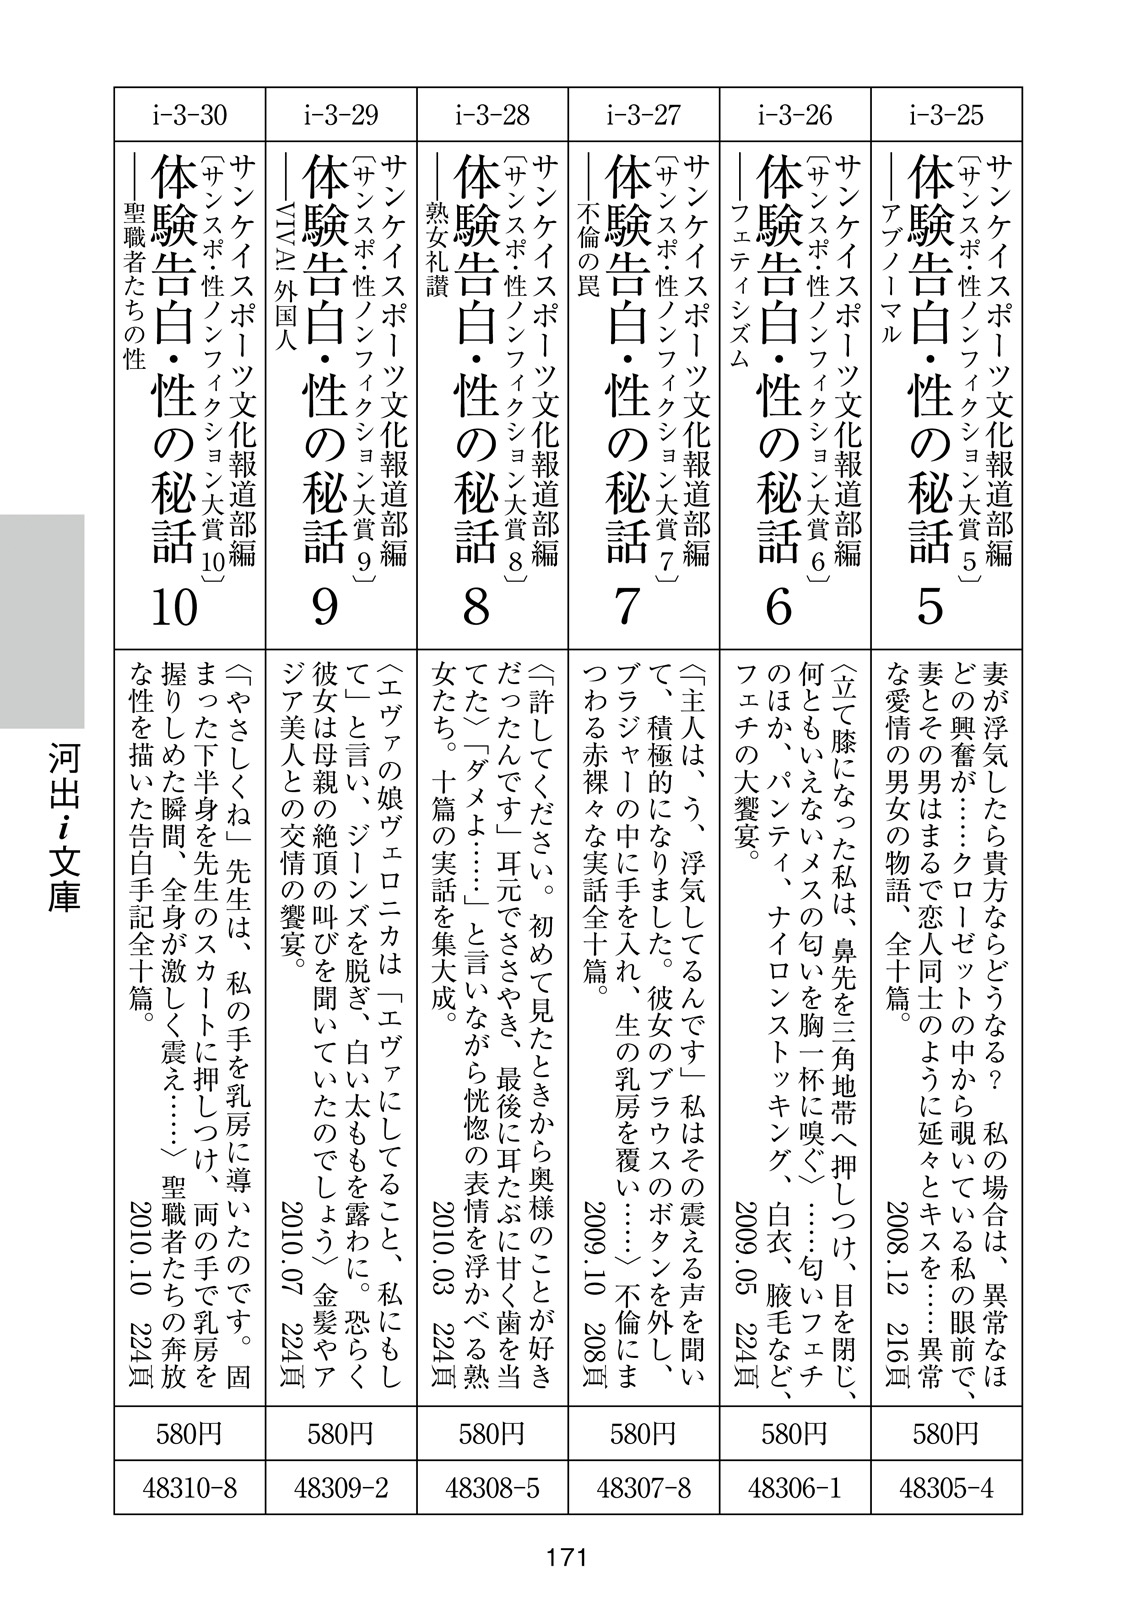 i-3-25
サンケイスポーツ文化報道部編
〔サンスポ・性ノンフィクション大賞5〕
体験告白・性の秘話 5
――アブノーマル
妻が浮気したら貴方ならどうなる?　私の場合は、異常なほ
どの興奮が……クローゼットの中から覗いている私の眼前で、
妻とその男はまるで恋人同士のように延々とキスを……異常
な愛情の男女の物語、全十篇。
2008.12　216頁
580円
48305-4
i-3-26
サンケイスポーツ文化報道部編
〔サンスポ・性ノンフィクション大賞6〕
体験告白・性の秘話 6
――フェティシズム
〈立て膝になった私は、鼻先を三角地帯へ押しつけ、目を閉じ、
何ともいえないメスの匂いを胸一杯に嗅ぐ〉……匂いフェチ
のほか、パンティ、ナイロンストッキング、白衣、腋毛など、
フェチの大饗宴。
2009.05　224頁
580円
48306-1
i-3-27
サンケイスポーツ文化報道部編
〔サンスポ・性ノンフィクション大賞7〕
体験告白・性の秘話 7
――不倫の罠
〈「主人は、う、浮気してるんです」私はその震える声を聞い
て、積極的になりました。彼女のブラウスのボタンを外し、
ブラジャーの中に手を入れ、生の乳房を覆い……〉不倫にま
つわる赤裸々な実話全十篇。
2009.10　208頁
580円
48307-8
i-3-28
サンケイスポーツ文化報道部編
〔サンスポ・性ノンフィクション大賞8〕
体験告白・性の秘話 8
――熟女礼讃
〈「許してください。初めて見たときから奥様のことが好き
だったんです」耳元でささやき、最後に耳たぶに甘く歯を当
てた〉「ダメよ……」と言いながら恍惚の表情を浮かべる熟
女たち。十篇の実話を集大成。
2010.03　224頁
580円
48308-5
i-3-29
サンケイスポーツ文化報道部編
〔サンスポ・性ノンフィクション大賞9〕
体験告白・性の秘話 9
――VIVA! 外国人
〈エヴァの娘ヴェロニカは「エヴァにしてること、私にもし
て」と言い、ジーンズを脱ぎ、白い太ももを露わに。恐らく
彼女は母親の絶頂の叫びを聞いていたのでしょう〉金髪やア
ジア美人との交情の饗宴。
2010.07　224頁
580円
48309-2
i-3-30
サンケイスポーツ文化報道部編
〔サンスポ・性ノンフィクション大賞10〕
体験告白・性の秘話 10
――聖職者たちの性
〈「やさしくね」先生は、私の手を乳房に導いたのです。固
まった下半身を先生のスカートに押しつけ、両の手で乳房を
握りしめた瞬間、全身が激しく震え……〉聖職者たちの奔放
な性を描いた告白手記全十篇。
2010.10　224頁
580円
48310-8
河出i文庫
171